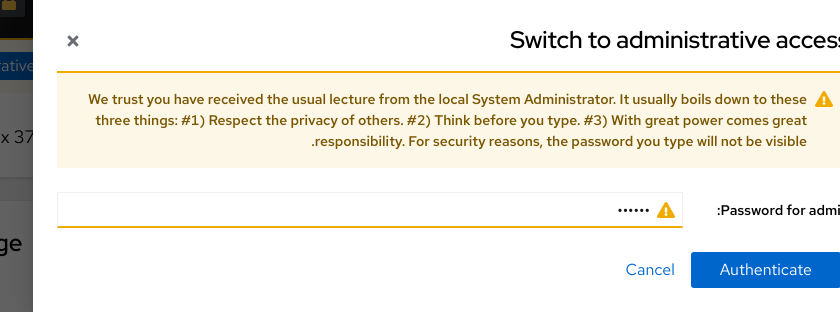 Switch to administrative access
rative
We trust you have received the usual lecture from the local System Administrator. It usually boils down to these
three things: #1) Respect the privacy of others. #2) Think before you type. #3) With great power comes great
.responsibility. For security reasons, the password you type will not be visible
x 37
:Password for admi
ge
Cancel
Authenticate